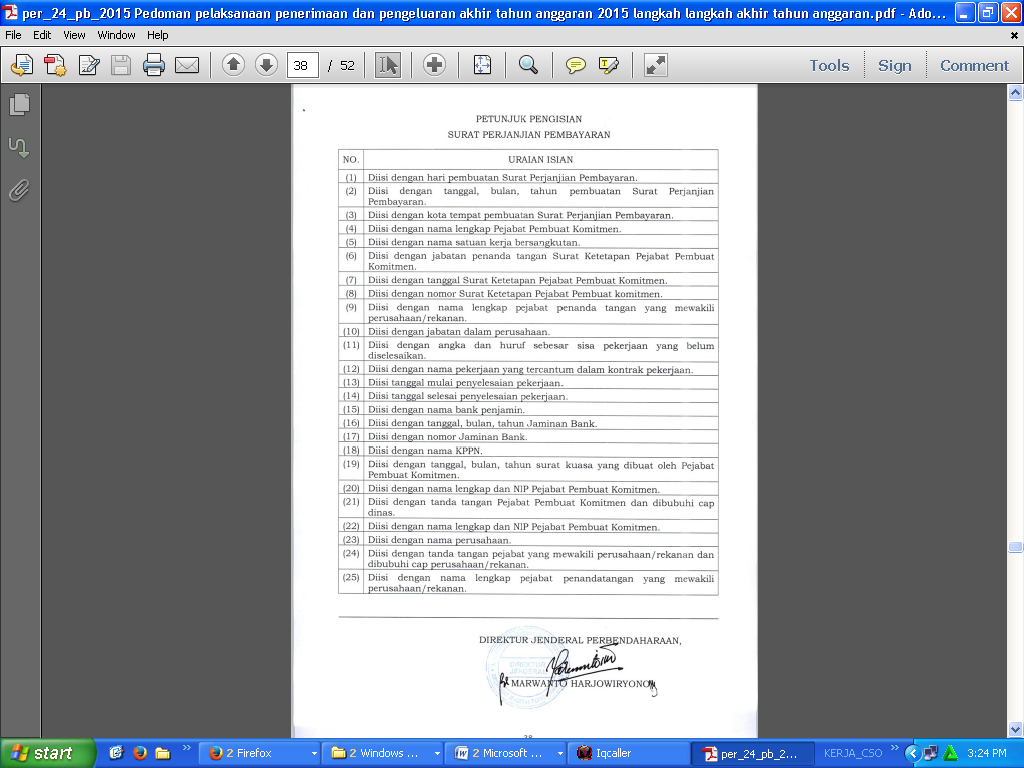 per_24_pb_2015 Pedoman pelaksanaan penerimaan dan pengeluaran akhir tahun anggaran 2015 langkah langkah akhir tahun anggaran.pdf - Ado...
File Edit View Window Help
38 / 52
Tools Sign Comment
PETUNJUK PENGISIAN
SURAT PERJANJIAN PEMBAYARAN
NO. URAIAN ISIAN
(1) Diisi dengan hari pembuatan Surat Perjanjian Pembayaran.
(2) Diisi dengan tanggal, bulan, tahun pembuatan Surat Perjanjian
Pembayaran.
(3) Diisi dengan kota tempat pembuatan Surat Perjanjian Pembayaran.
(4) Diisi dengan nama lengkap Pejabat Pembuat Komitmen.
(5) Diisi dengan nama satuan kerja bersangkutan.
(6) Diisi dengan jabatan penanda tangan Surat Ketetapan Pejabat Pembuat
Komitmen.
(7) Diisi dengan tanggal Surat Ketetapan Pejabat Pembuat Komitmen.
(8) Diisi dengan nomor Surat Ketetapan Pejabat Pembuat komitmen.
(9) Diisi dengan nama lengkap pejabat penanda tangan yang mewakili
perusahaan/rekanan.
(10) Diisi dengan jabatan dalam perusahaan.
(11) Diisi dengan angka dan huruf sebesar sisa pekerjaan yang belum
diselesaikan.
(12) Diisi dengan nama pekerjaan yang tercantum dalam kontrak pekerjaan.
(13) Diisi tanggal mulai penyelesaian pekerjaan.
(14) Diisi tanggal selesai penyelesaian pekerjaan.
(15) Diisi dengan nama bank penjamin.
(16) Diisi dengan tanggal, bulan, tahun Jaminan Bank.
(17) Diisi dengan nomor Jaminan Bank.
(18) Diisi dengan nama KPPN.
(19) Diisi dengan tanggal, bulan, tahun surat kuasa yang dibuat oleh Pejabat
Pembuat Komitmen.
(20) Diisi dengan nama lengkap dan NIP Pejabat Pembuat Komitmen.
(21) Diisi dengan tanda tangan Pejabat Pembuat Komitmen dan dibubuhi cap
dinas.
(22) Diisi dengan nama lengkap dan NIP Pejabat Pembuat Komitmen.
(23) Diisi dengan nama perusahaan.
(24) Diisi dengan tanda tangan pejabat yang mewakili perusahaan/rekanan dan
dibubuhi cap perusahaan/rekanan.
(25) Diisi dengan nama lengkap pejabat penandatangan yang mewakili
perusahaan/rekanan.
DIREKTUR JENDERAL PERBENDAHARAAN,
DIREKTUR
JENDERAL
MARWANTO HARJOWIRYONO
start 2 Firefox 2 Windows ... 2 Microsoft ... Iqcaller per_24_pb_2... KERJA_CSO 3:24 PM